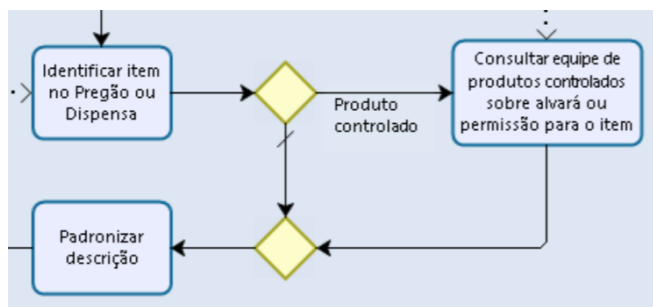 Identificar item
no Pregão ou
Dispensa
Produto
controlado
Consultar equipe de
produtos controlados
sobre alvará ou
permissão para o item
Padronizar
descrição